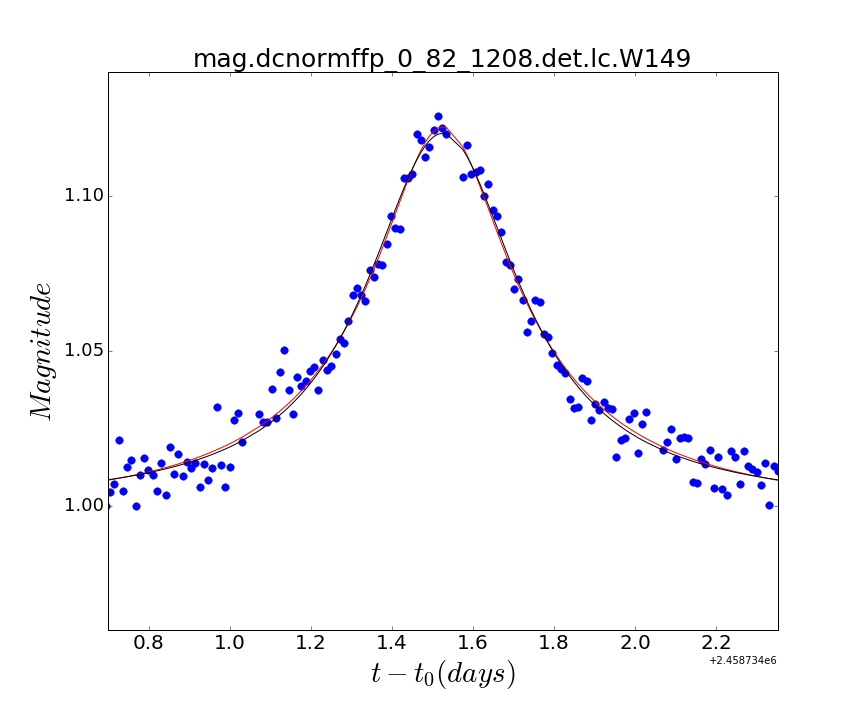 mag.dcnormffp_0_82_1208.det.lc.W149
Magnitude
1.10
1.05
1.00
0.8 1.0 1.2 1.4 1.6 1.8 2.0 2.2
+2.458734e6
t − t₀(days)